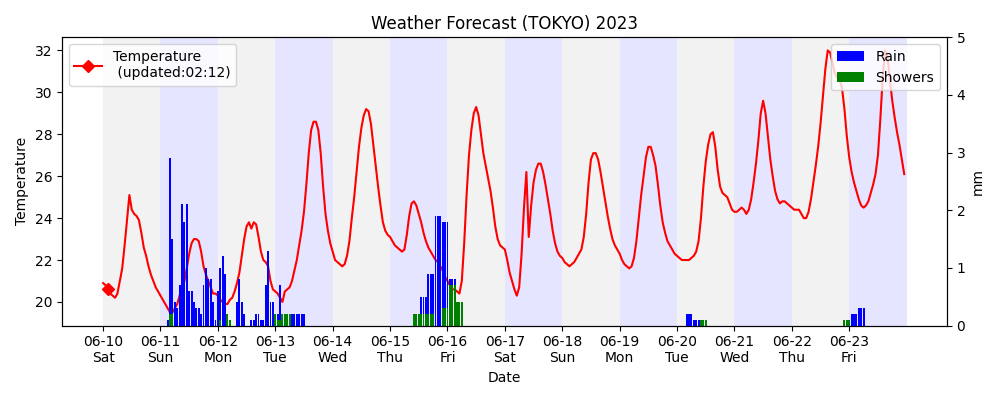 Weather Forecast (TOKYO) 2023
Temperature
(updated:02:12)
Rain
Showers
Temperature
32
30
28
26
24
22
20
5
4
3
2
1
0
mm
06-10 06-11 06-12 06-13 06-14 06-15 06-16 06-17 06-18 06-19 06-20 06-21 06-22 06-23
Sat Sun Mon Tue Wed Thu Fri Sat Sun Mon Tue Wed Thu Fri
Date